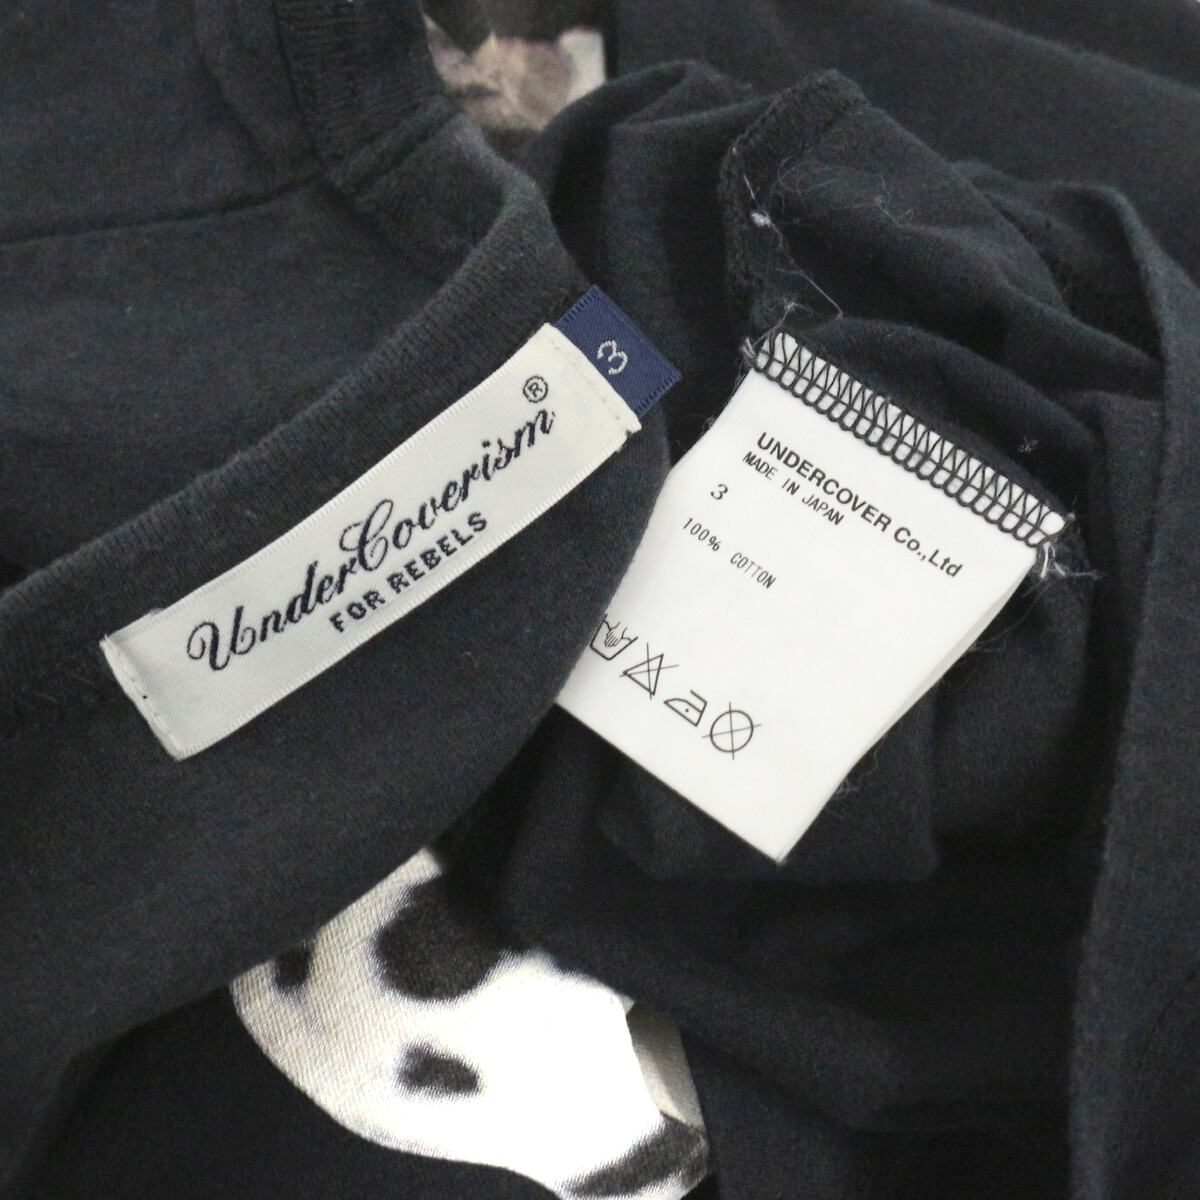 3
UnderCoverism®
FOR REBELS
UNDERCOVER Co.,Ltd
MADE IN JAPAN
3
100% COTTON